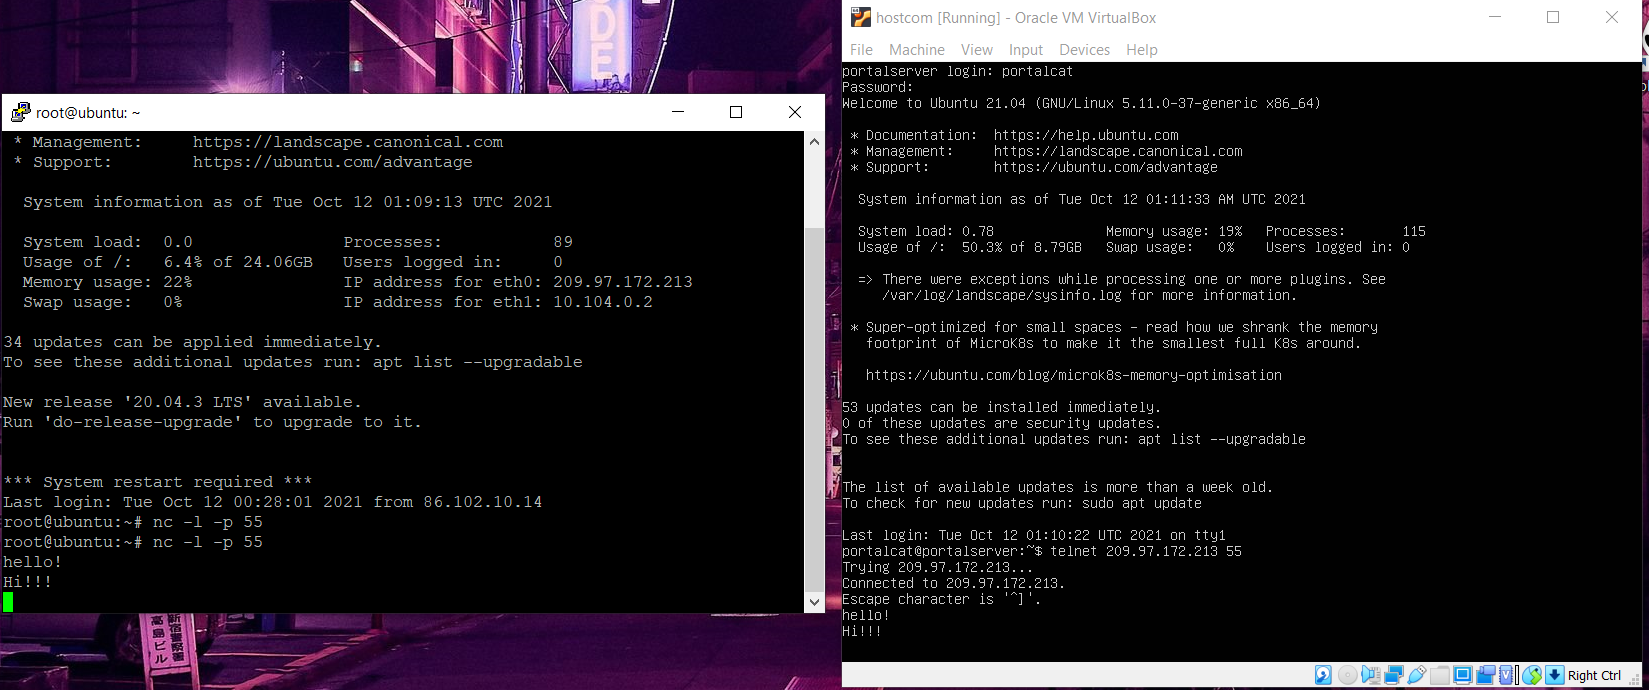 DE
root@ubuntu: ~
* Management:     https://landscape.canonical.com
* Support:        https://ubuntu.com/advantage
System information as of Tue Oct 12 01:09:13 UTC 2021
System load:  0.0               Processes:           89
Usage of /:   6.4% of 24.06GB   Users logged in:     0
Memory usage: 22%               IP address for eth0: 209.97.172.213
Swap usage:   0%                IP address for eth1: 10.104.0.2
34 updates can be applied immediately.
To see these additional updates run: apt list --upgradable
New release '20.04.3 LTS' available.
Run 'do-release-upgrade' to upgrade to it.
*** System restart required ***
Last login: Tue Oct 12 00:28:01 2021 from 86.102.10.14
root@ubuntu:~# nc -l -p 55
root@ubuntu:~# nc -l -p 55
hello!
Hi!!!
hostcom [Running] - Oracle VM VirtualBox
File Machine View Input Devices Help
portalserver login: portalcat
Password:
Welcome to Ubuntu 21.04 (GNU/Linux 5.11.0-37-generic x86_64)
* Documentation:  https://help.ubuntu.com
* Management:     https://landscape.canonical.com
* Support:        https://ubuntu.com/advantage
System information as of Tue Oct 12 01:11:33 AM UTC 2021
System load: 0.78              Memory usage: 19%   Processes:       115
Usage of /:  50.3% of 8.79GB   Swap usage:   0%    Users logged in: 0
=> There were exceptions while processing one or more plugins. See
/var/log/landscape/sysinfo.log for more information.
* Super-optimized for small spaces - read how we shrank the memory
footprint of MicroK8s to make it the smallest full K8s around.
https://ubuntu.com/blog/microk8s-memory-optimisation
53 updates can be installed immediately.
0 of these updates are security updates.
To see these additional updates run: apt list --upgradable
The list of available updates is more than a week old.
To check for new updates run: sudo apt update
Last login: Tue Oct 12 01:10:22 UTC 2021 on tty1
portalcat@portalserver:~$ telnet 209.97.172.213 55
Trying 209.97.172.213...
Connected to 209.97.172.213.
Escape character is '^]'.
hello!
Hi!!!
Right Ctrl